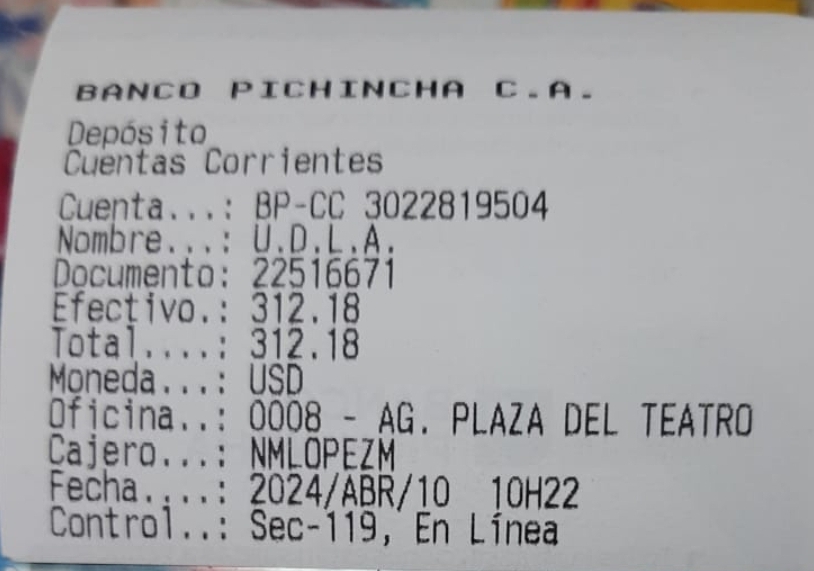 BANCO PICHINCHA C.A.
Depósito
Cuentas Corrientes
Cuenta...: BP-CC 3022819504
Nombre...: U.D.L.A.
Documento: 22516671
Efectivo.: 312.18
Total....: 312.18
Moneda...: USD
Oficina..: 0008 - AG. PLAZA DEL TEATRO
Cajero...: NMLOPEZM
Fecha....: 2024/ABR/10 10H22
Control..: Sec-119, En Línea